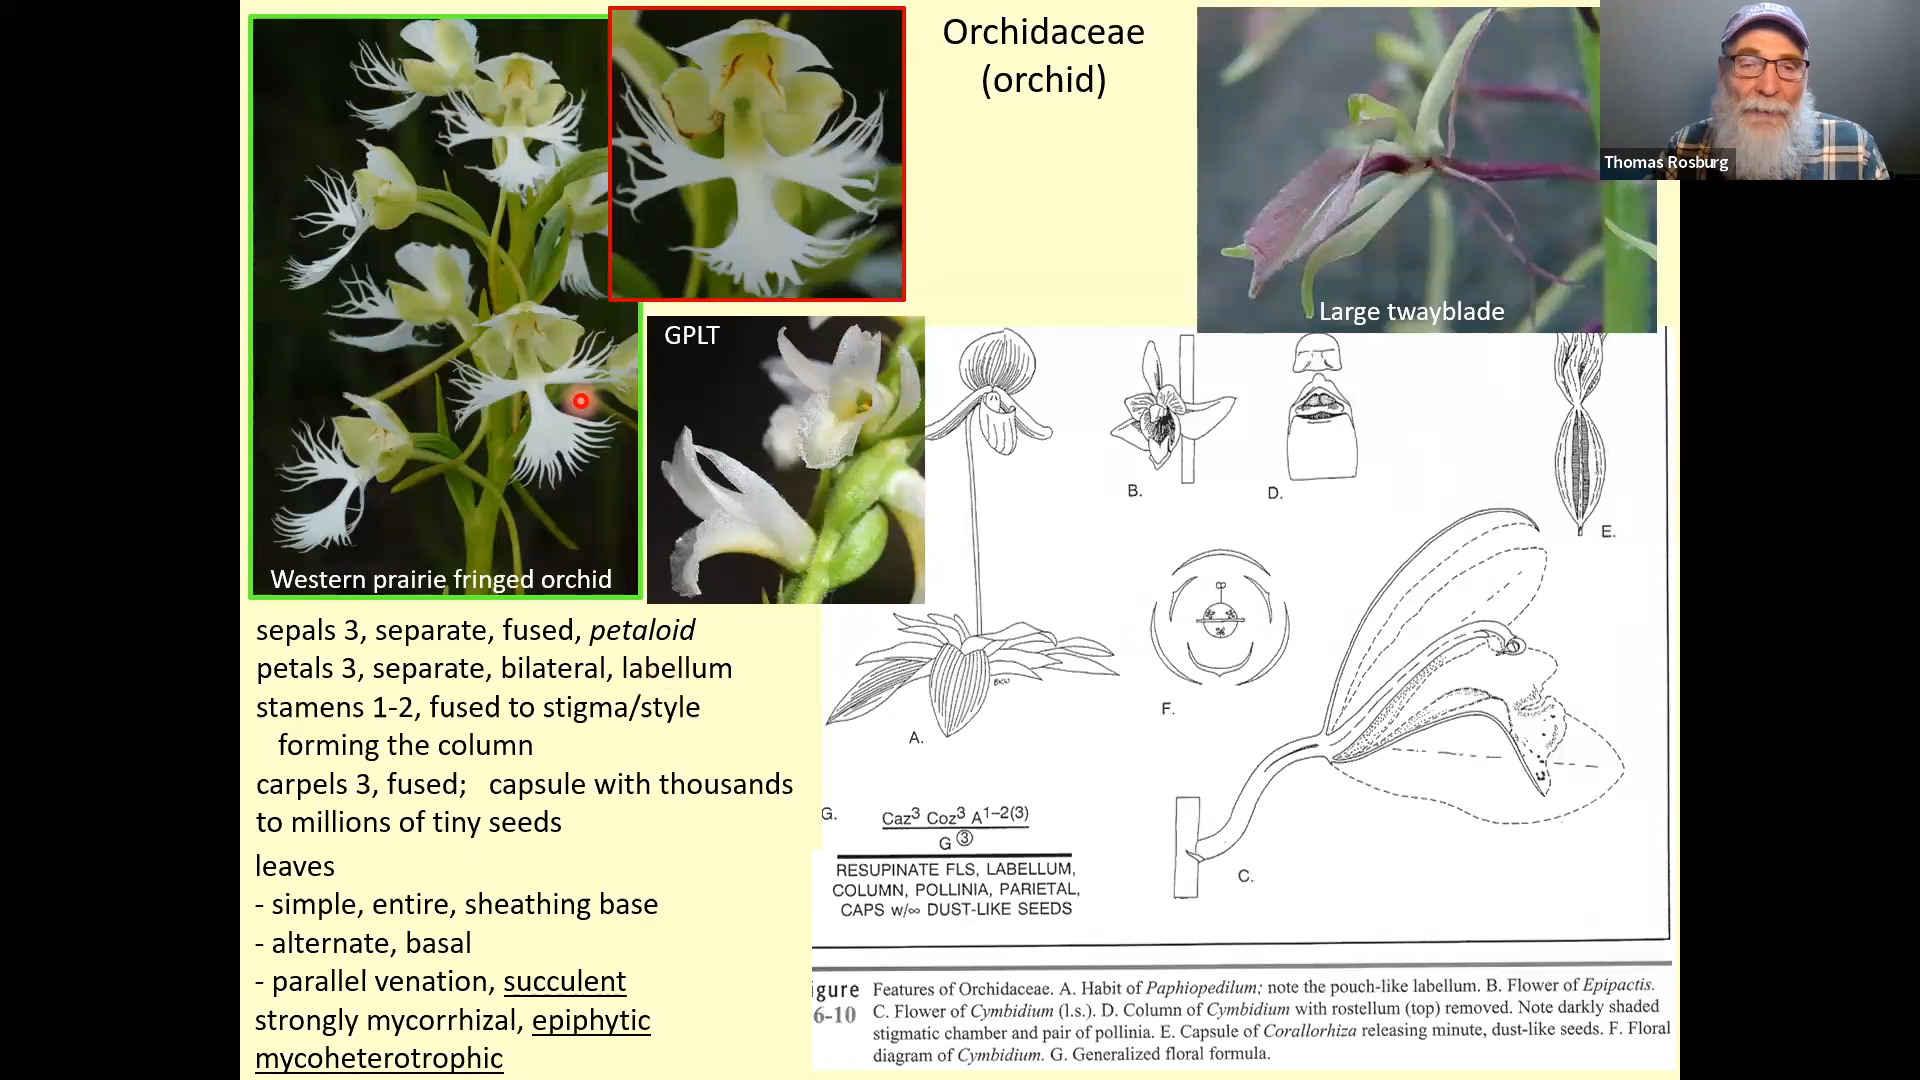 Orchidaceae
(orchid)
Thomas Rosburg
Large twayblade
GPLT
Western prairie fringed orchid
sepals 3, separate, fused, petaloid
petals 3, separate, bilateral, labellum
stamens 1-2, fused to stigma/style
forming the column
carpels 3, fused; capsule with thousands
to millions of tiny seeds
leaves
- simple, entire, sheathing base
- alternate, basal
- parallel venation, succulent
strongly mycorrhizal, epiphytic
mycoheterotrophic
B.
D.
E.
A.
F.
C.
G.
Caz³ Coz³ A¹⁻²⁽³⁾
G ③
RESUPINATE FLS, LABELLUM,
COLUMN, POLLINIA, PARIETAL,
CAPS w/∞ DUST-LIKE SEEDS
igure
6-10
Features of Orchidaceae. A. Habit of Paphiopedilum; note the pouch-like labellum. B. Flower of Epipactis.
C. Flower of Cymbidium (l.s.). D. Column of Cymbidium with rostellum (top) removed. Note darkly shaded
stigmatic chamber and pair of pollinia. E. Capsule of Corallorhiza releasing minute, dust-like seeds. F. Floral
diagram of Cymbidium. G. Generalized floral formula.